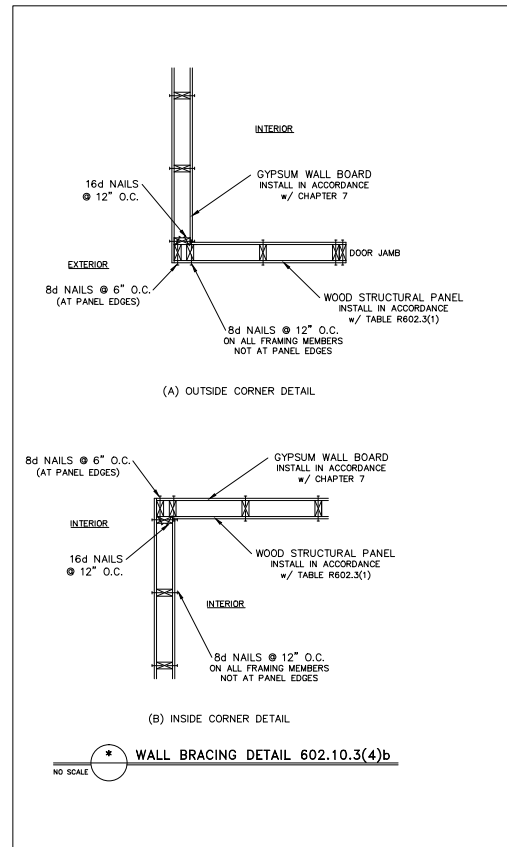 INTERIOR
16d NAILS
@ 12" O.C.
GYPSUM WALL BOARD
INSTALL IN ACCORDANCE
w/ CHAPTER 7
DOOR JAMB
EXTERIOR
8d NAILS @ 6" O.C.
(AT PANEL EDGES)
WOOD STRUCTURAL PANEL
INSTALL IN ACCORDANCE
w/ TABLE R602.3(1)
8d NAILS @ 12" O.C.
ON ALL FRAMING MEMBERS
NOT AT PANEL EDGES
(A) OUTSIDE CORNER DETAIL
8d NAILS @ 6" O.C.
(AT PANEL EDGES)
GYPSUM WALL BOARD
INSTALL IN ACCORDANCE
w/ CHAPTER 7
INTERIOR
16d NAILS
@ 12" O.C.
WOOD STRUCTURAL PANEL
INSTALL IN ACCORDANCE
w/ TABLE R602.3(1)
INTERIOR
8d NAILS @ 12" O.C.
ON ALL FRAMING MEMBERS
NOT AT PANEL EDGES
(B) INSIDE CORNER DETAIL
* WALL BRACING DETAIL 602.10.3(4)b
NO SCALE